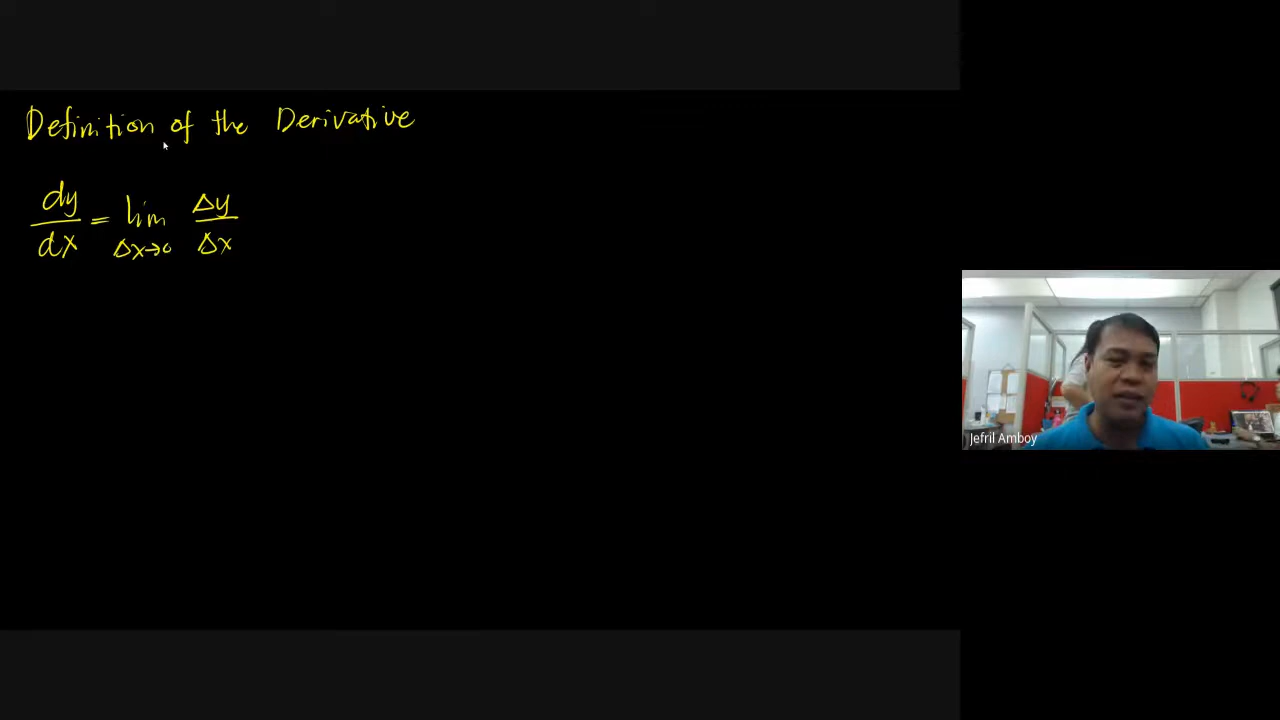 Definition of the Derivative
dy/dx = lim Δx→0 Δy/Δx
Jefril Amboy